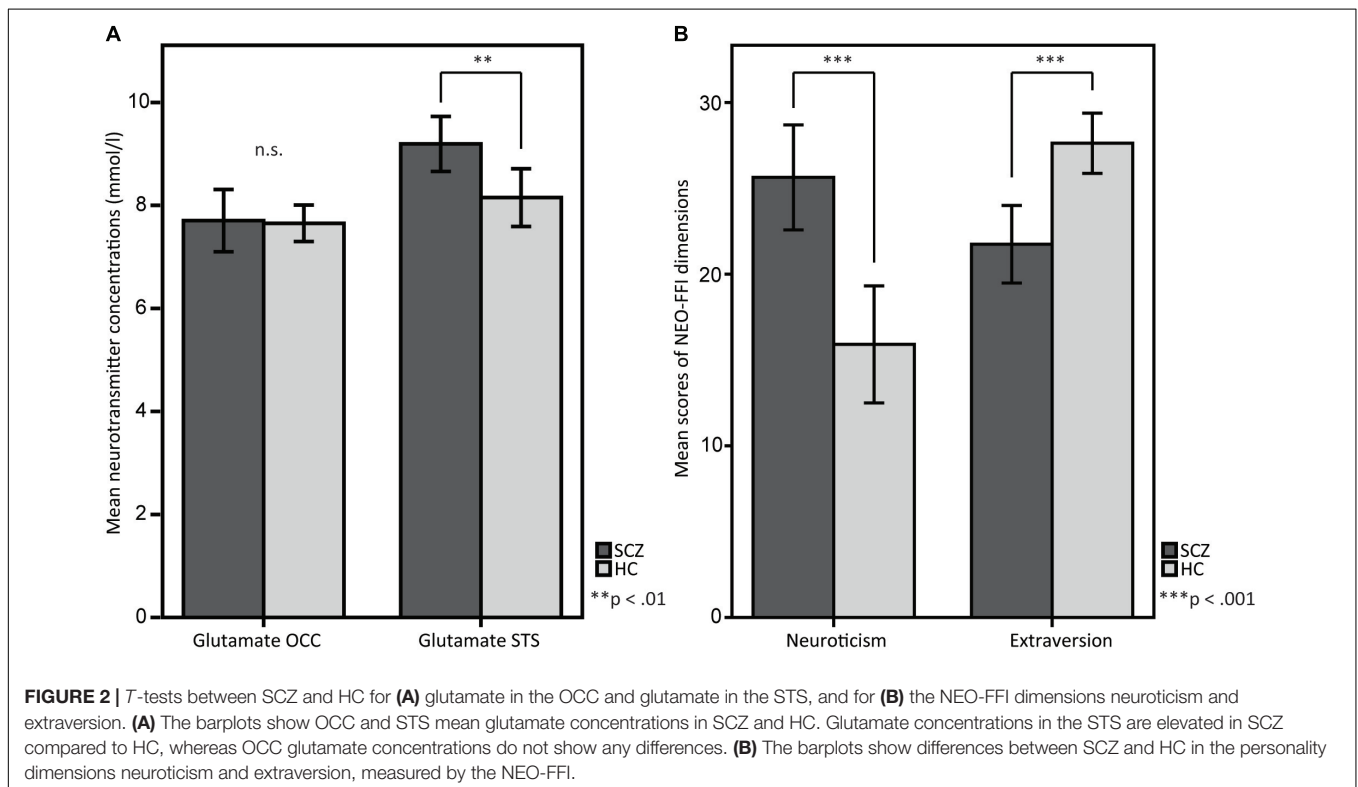 A
Mean neurotransmitter concentrations (mmol/l)
10
8
6
4
2
0
n.s.
**
Glutamate OCC
Glutamate STS
SCZ
HC
**p < .01
B
Mean scores of NEO-FFI dimensions
30
20
10
0
***
***
Neuroticism
Extraversion
SCZ
HC
***p < .001
FIGURE 2 | T-tests between SCZ and HC for (A) glutamate in the OCC and glutamate in the STS, and for (B) the NEO-FFI dimensions neuroticism and
extraversion. (A) The barplots show OCC and STS mean glutamate concentrations in SCZ and HC. Glutamate concentrations in the STS are elevated in SCZ
compared to HC, whereas OCC glutamate concentrations do not show any differences. (B) The barplots show differences between SCZ and HC in the personality
dimensions neuroticism and extraversion, measured by the NEO-FFI.